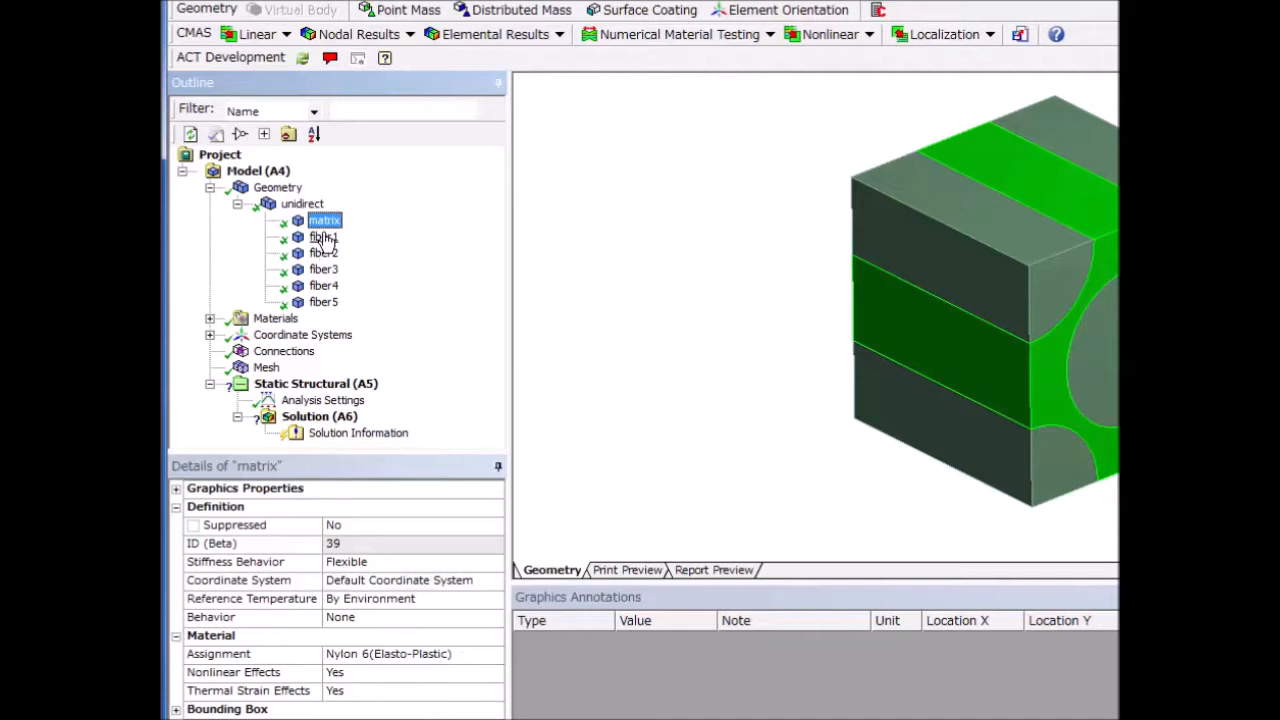 Geometry Virtual Body Point Mass Distributed Mass Surface Coating Element Orientation
CMAS Linear Nodal Results Elemental Results Numerical Material Testing Nonlinear Localization
ACT Development
Outline
Filter: Name
Project
Model (A4)
Geometry
unidirect
matrix
fiber1
fiber2
fiber3
fiber4
fiber5
Materials
Coordinate Systems
Connections
Mesh
Static Structural (A5)
Analysis Settings
Solution (A6)
Solution Information
Details of "matrix"
Graphics Properties
Definition
Suppressed No
ID (Beta) 39
Stiffness Behavior Flexible
Coordinate System Default Coordinate System
Reference Temperature By Environment
Behavior None
Material
Assignment Nylon 6(Elasto-Plastic)
Nonlinear Effects Yes
Thermal Strain Effects Yes
Bounding Box
Geometry Print Preview Report Preview
Graphics Annotations
Type Value Note Unit Location X Location Y